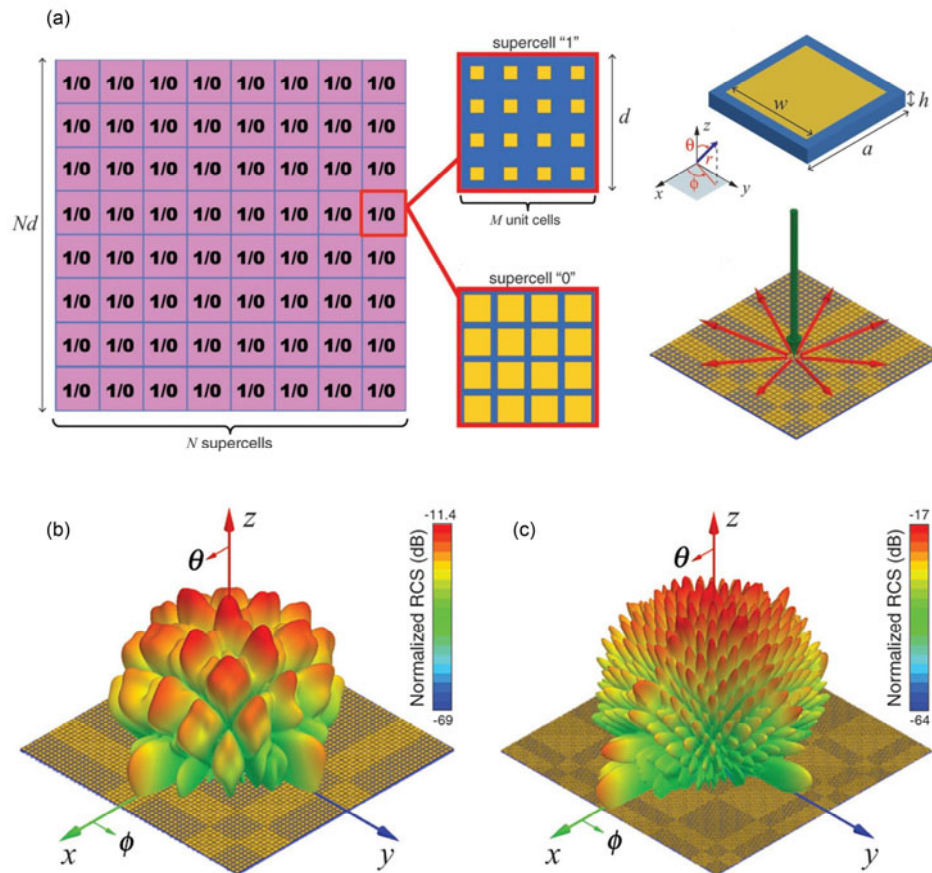 (a)
1/0 1/0 1/0 1/0 1/0 1/0 1/0 1/0
1/0 1/0 1/0 1/0 1/0 1/0 1/0 1/0
1/0 1/0 1/0 1/0 1/0 1/0 1/0 1/0
1/0 1/0 1/0 1/0 1/0 1/0 1/0 1/0
1/0 1/0 1/0 1/0 1/0 1/0 1/0 1/0
1/0 1/0 1/0 1/0 1/0 1/0 1/0 1/0
1/0 1/0 1/0 1/0 1/0 1/0 1/0 1/0
1/0 1/0 1/0 1/0 1/0 1/0 1/0 1/0
Nd
N supercells
supercell "1"
d
M unit cells
supercell "0"
w
h
a
z
θ
r
ϕ
x
y
(b)
z
θ
-11.4
Normalized RCS (dB)
-69
x
ϕ
y
(c)
z
θ
-17
Normalized RCS (dB)
-64
x
ϕ
y